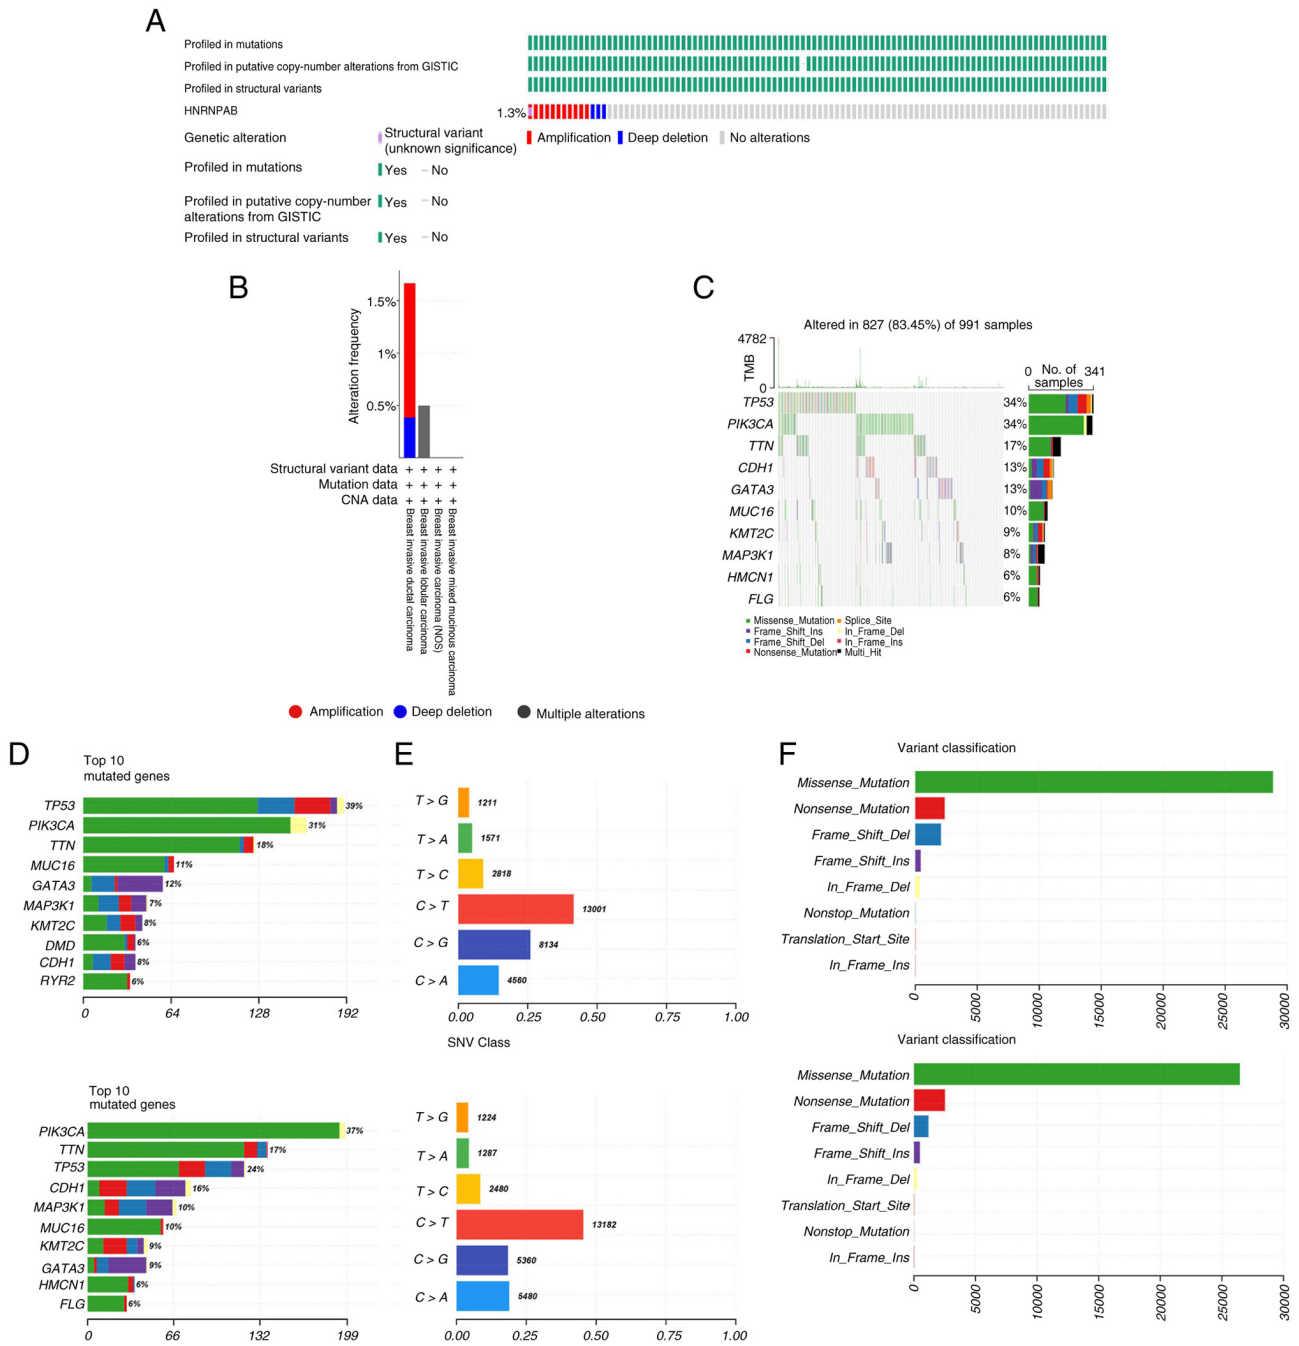 A
Profiled in mutations
Profiled in putative copy-number alterations from GISTIC
Profiled in structural variants
HNRNPAB 1.3%
Genetic alteration Structural variant (unknown significance) Amplification Deep deletion No alterations
Profiled in mutations Yes No
Profiled in putative copy-number alterations from GISTIC Yes No
Profiled in structural variants Yes No
B
Alteration frequency
1.5%
1%
0.5%
Structural variant data + + + +
Mutation data + + + +
CNA data + + + +
Breast invasive ductal carcinoma
Breast invasive lobular carcinoma
Breast invasive carcinoma (NOS)
Breast invasive mixed mucinous carcinoma
Amplification Deep deletion Multiple alterations
C
Altered in 827 (83.45%) of 991 samples
4782
TMB
0
0 No. of samples 341
TP53 34%
PIK3CA 34%
TTN 17%
CDH1 13%
GATA3 13%
MUC16 10%
KMT2C 9%
MAP3K1 8%
HMCN1 6%
FLG 6%
Missense_Mutation Splice_Site
Frame_Shift_Ins In_Frame_Del
Frame_Shift_Del In_Frame_Ins
Nonsense_Mutation Multi_Hit
D
Top 10
mutated genes
TP53 39%
PIK3CA 31%
TTN 18%
MUC16 11%
GATA3 12%
MAP3K1 7%
KMT2C 8%
DMD 6%
CDH1 8%
RYR2 6%
0 64 128 192
Top 10
mutated genes
PIK3CA 37%
TTN 17%
TP53 24%
CDH1 16%
MAP3K1 10%
MUC16 10%
KMT2C 9%
GATA3 9%
HMCN1 6%
FLG 6%
0 66 132 199
E
T > G 1211
T > A 1571
T > C 2818
C > T 13001
C > G 8134
C > A 4560
0.00 0.25 0.50 0.75 1.00
SNV Class
T > G 1224
T > A 1287
T > C 2480
C > T 13182
C > G 5360
C > A 5480
0.00 0.25 0.50 0.75 1.00
F
Variant classification
Missense_Mutation
Nonsense_Mutation
Frame_Shift_Del
Frame_Shift_Ins
In_Frame_Del
Nonstop_Mutation
Translation_Start_Site
In_Frame_Ins
0 5000 10000 15000 20000 25000 30000
Variant classification
Missense_Mutation
Nonsense_Mutation
Frame_Shift_Del
Frame_Shift_Ins
In_Frame_Del
Translation_Start_Site
Nonstop_Mutation
In_Frame_Ins
0 5000 10000 15000 20000 25000 30000